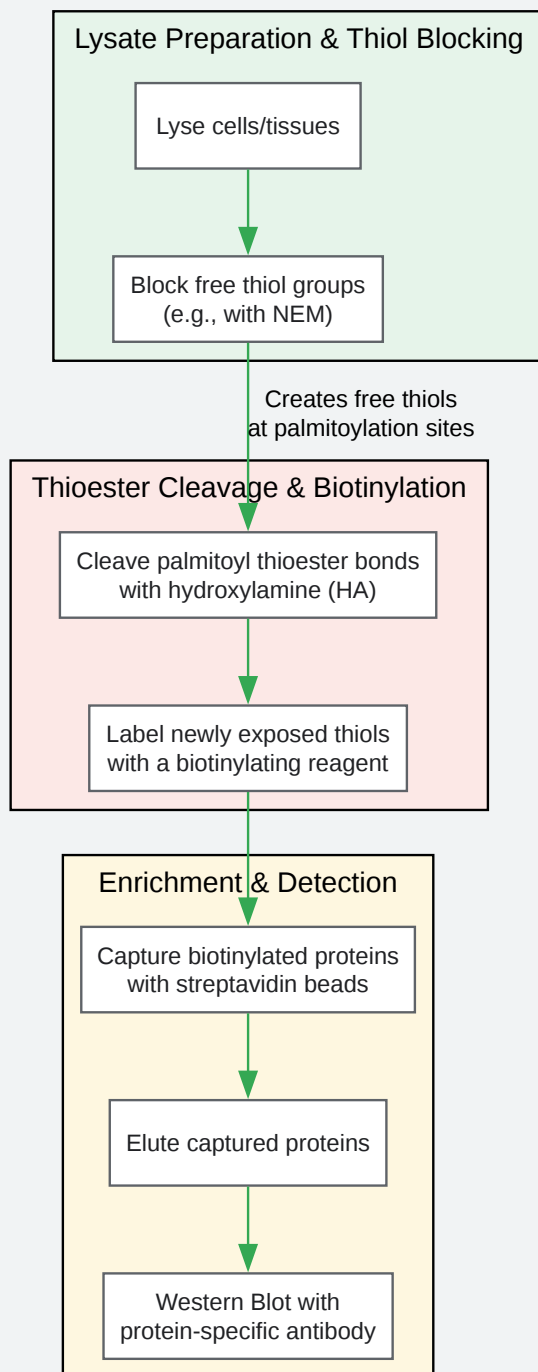 Lysate Preparation & Thiol Blocking
Lyse cells/tissues
Block free thiol groups
(e.g., with NEM)
Creates free thiols
at palmitoylation sites
Thioester Cleavage & Biotinylation
Cleave palmitoyl thioester bonds
with hydroxylamine (HA)
Label newly exposed thiols
with a biotinylating reagent
Enrichment & Detection
Capture biotinylated proteins
with streptavidin beads
Elute captured proteins
Western Blot with
protein-specific antibody